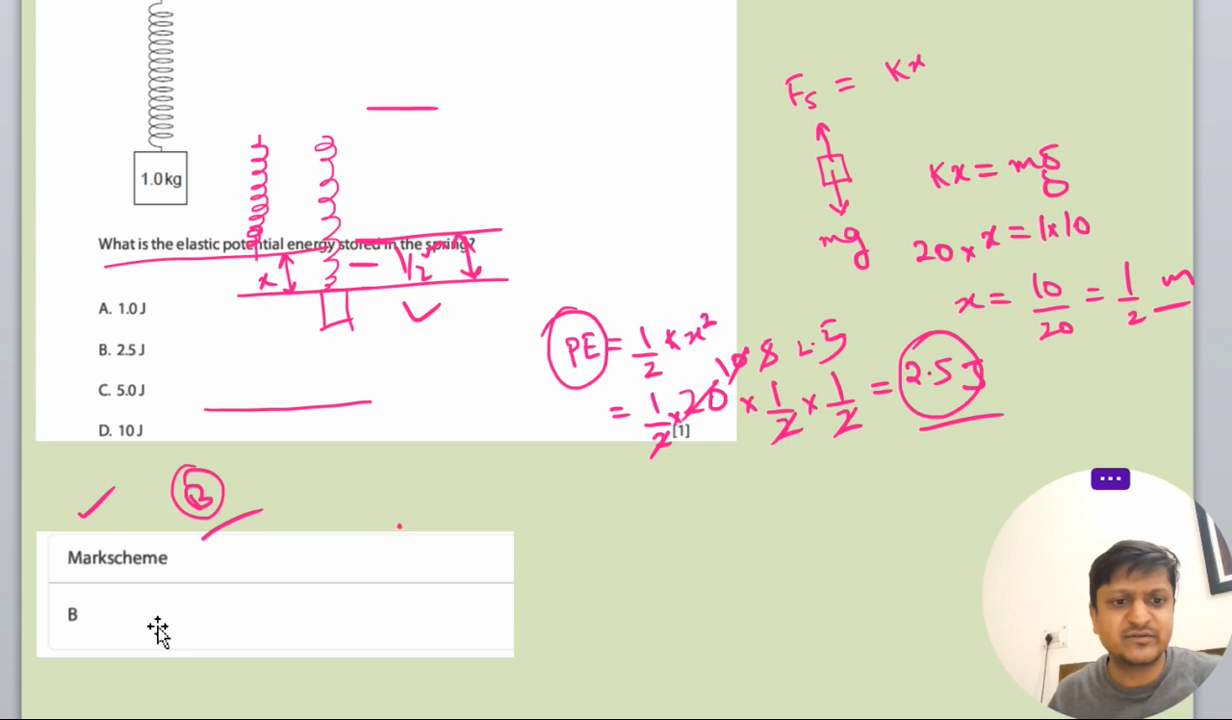 1.0 kg
What is the elastic potential energy stored in the spring?
x
1/2
A. 1.0 J
B. 2.5 J
C. 5.0 J
D. 10 J
[1]
Fs = Kx
mg
Kx = mg
20 × x = 1×10
x = 10/20 = 1/2 m
PE = 1/2 Kx²
= 1/2 × 20 × 1/2 × 1/2 = 2.5 J
B
Markscheme
B